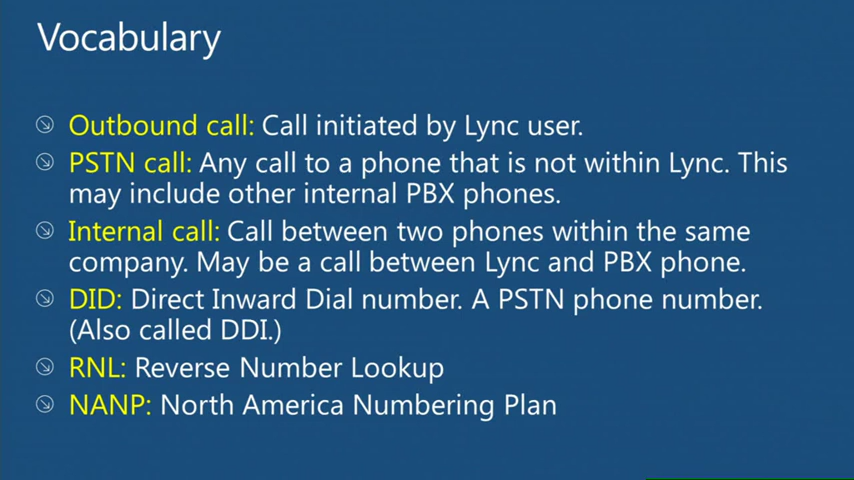 Vocabulary
Outbound call: Call initiated by Lync user.
PSTN call: Any call to a phone that is not within Lync. This
may include other internal PBX phones.
Internal call: Call between two phones within the same
company. May be a call between Lync and PBX phone.
DID: Direct Inward Dial number. A PSTN phone number.
(Also called DDI.)
RNL: Reverse Number Lookup
NANP: North America Numbering Plan